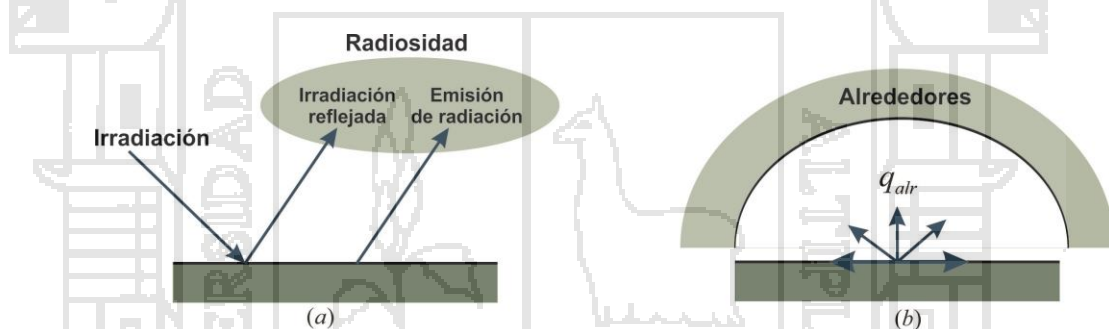 Radiosidad
Irradiación
reflejada
Emisión
de radiación
Irradiación
(a)
Alrededores
q_alr
(b)